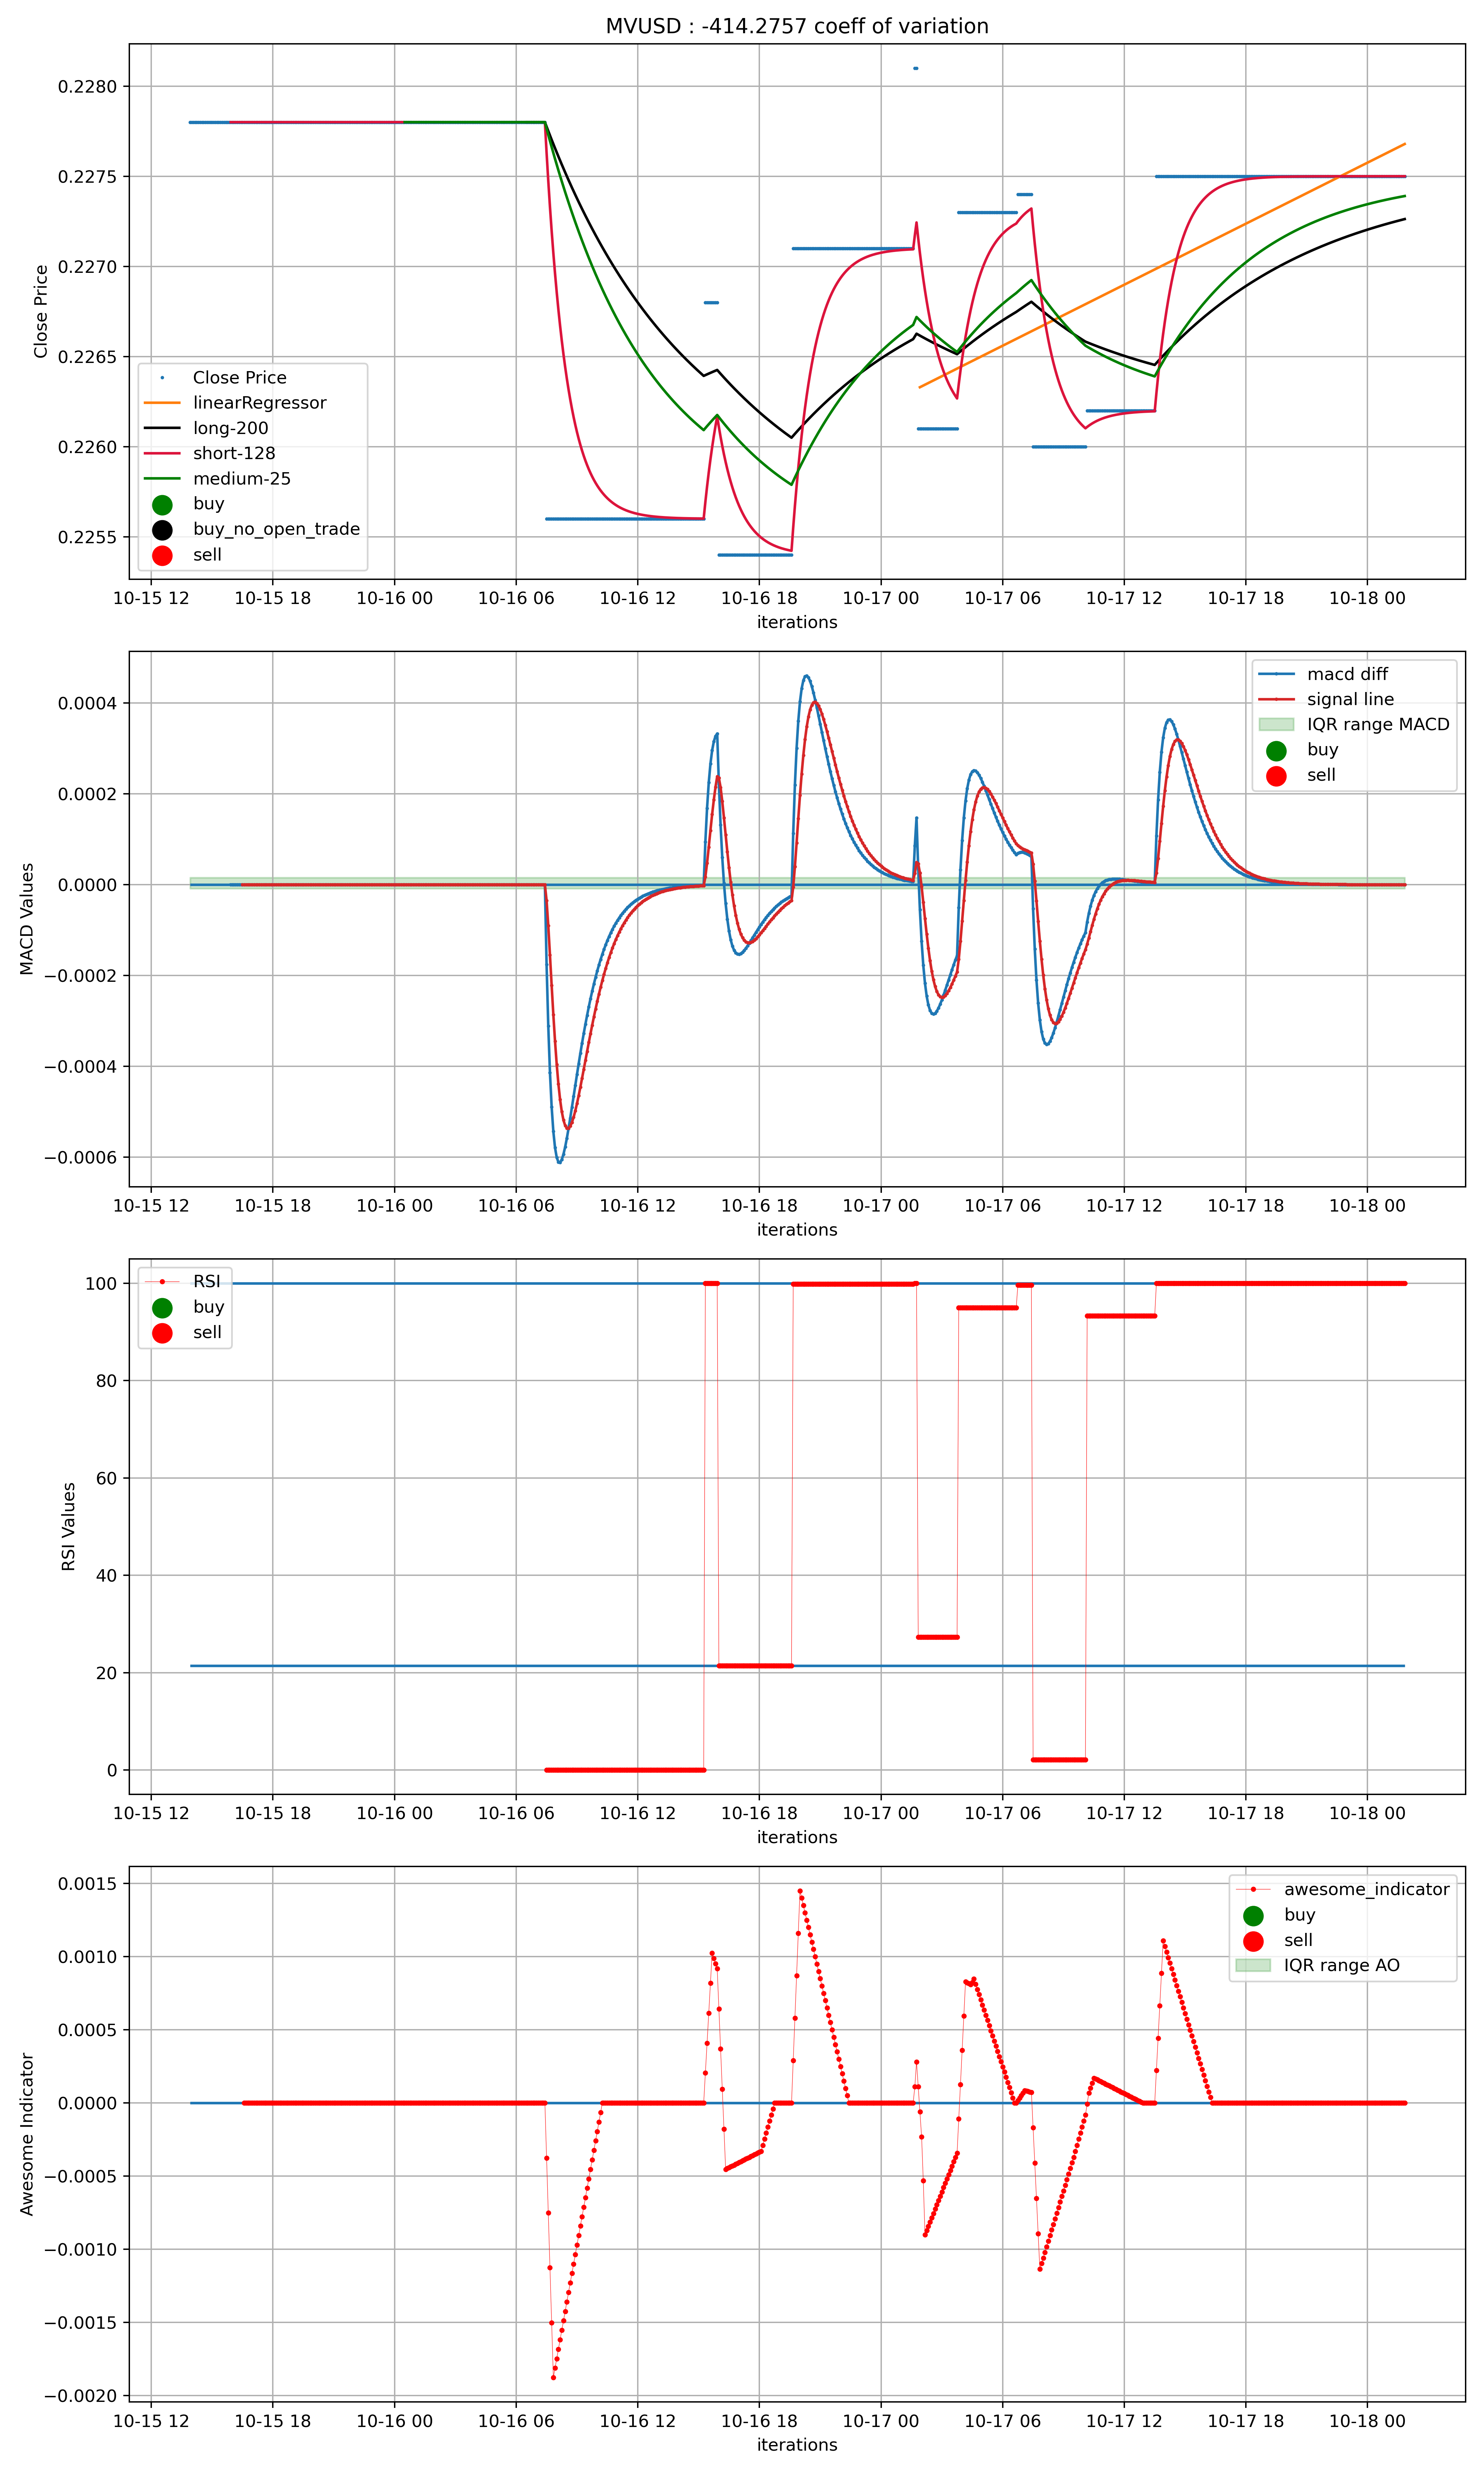 MVUSD : -414.2757 coeff of variation
0.2280
0.2275
0.2270
0.2265
0.2260
0.2255
Close Price
Close Price
linearRegressor
long-200
short-128
medium-25
buy
buy_no_open_trade
sell
10-15 12 10-15 18 10-16 00 10-16 06 10-16 12 10-16 18 10-17 00 10-17 06 10-17 12 10-17 18 10-18 00
iterations
0.0004
0.0002
0.0000
−0.0002
−0.0004
−0.0006
MACD Values
macd diff
signal line
IQR range MACD
buy
sell
10-15 12 10-15 18 10-16 00 10-16 06 10-16 12 10-16 18 10-17 00 10-17 06 10-17 12 10-17 18 10-18 00
iterations
100
80
60
40
20
0
RSI Values
RSI
buy
sell
10-15 12 10-15 18 10-16 00 10-16 06 10-16 12 10-16 18 10-17 00 10-17 06 10-17 12 10-17 18 10-18 00
iterations
0.0015
0.0010
0.0005
0.0000
−0.0005
−0.0010
−0.0015
−0.0020
Awesome Indicator
awesome_indicator
buy
sell
IQR range AO
10-15 12 10-15 18 10-16 00 10-16 06 10-16 12 10-16 18 10-17 00 10-17 06 10-17 12 10-17 18 10-18 00
iterations